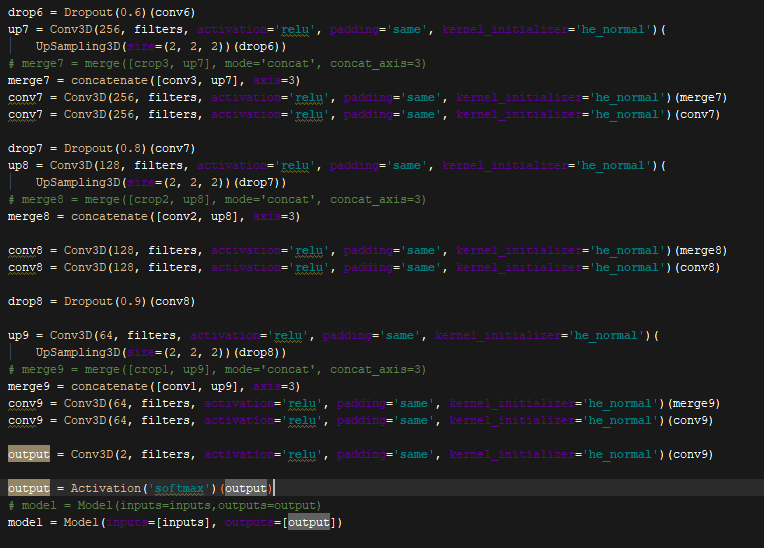 drop6 = Dropout(0.6)(conv6)
up7 = Conv3D(256, filters, activation='relu', padding='same', kernel_initializer='he_normal')(
UpSampling3D(size=(2, 2, 2))(drop6))
# merge7 = merge([crop3, up7], mode='concat', concat_axis=3)
merge7 = concatenate([conv3, up7], axis=3)
conv7 = Conv3D(256, filters, activation='relu', padding='same', kernel_initializer='he_normal')(merge7)
conv7 = Conv3D(256, filters, activation='relu', padding='same', kernel_initializer='he_normal')(conv7)
drop7 = Dropout(0.8)(conv7)
up8 = Conv3D(128, filters, activation='relu', padding='same', kernel_initializer='he_normal')(
UpSampling3D(size=(2, 2, 2))(drop7))
# merge8 = merge([crop2, up8], mode='concat', concat_axis=3)
merge8 = concatenate([conv2, up8], axis=3)
conv8 = Conv3D(128, filters, activation='relu', padding='same', kernel_initializer='he_normal')(merge8)
conv8 = Conv3D(128, filters, activation='relu', padding='same', kernel_initializer='he_normal')(conv8)
drop8 = Dropout(0.9)(conv8)
up9 = Conv3D(64, filters, activation='relu', padding='same', kernel_initializer='he_normal')(
UpSampling3D(size=(2, 2, 2))(drop8))
# merge9 = merge([crop1, up9], mode='concat', concat_axis=3)
merge9 = concatenate([conv1, up9], axis=3)
conv9 = Conv3D(64, filters, activation='relu', padding='same', kernel_initializer='he_normal')(merge9)
conv9 = Conv3D(64, filters, activation='relu', padding='same', kernel_initializer='he_normal')(conv9)
output = Conv3D(2, filters, activation='relu', padding='same', kernel_initializer='he_normal')(conv9)
output = Activation('softmax')(output)
# model = Model(inputs=inputs,outputs=output)
model = Model(inputs=[inputs], outputs=[output])